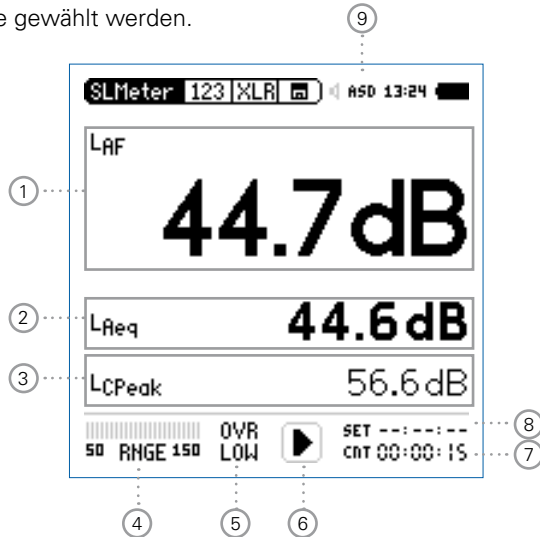 e gewählt werden.
9
SLMeter 123 XLR ASD 13:24
LAF
1
44.7dB
2
LAeq 44.6dB
3
LCPeak 56.6dB
OVR SET --:--:-- 8
50 RNGE 150 LOW CNT 00:00:15 7
4 5 6